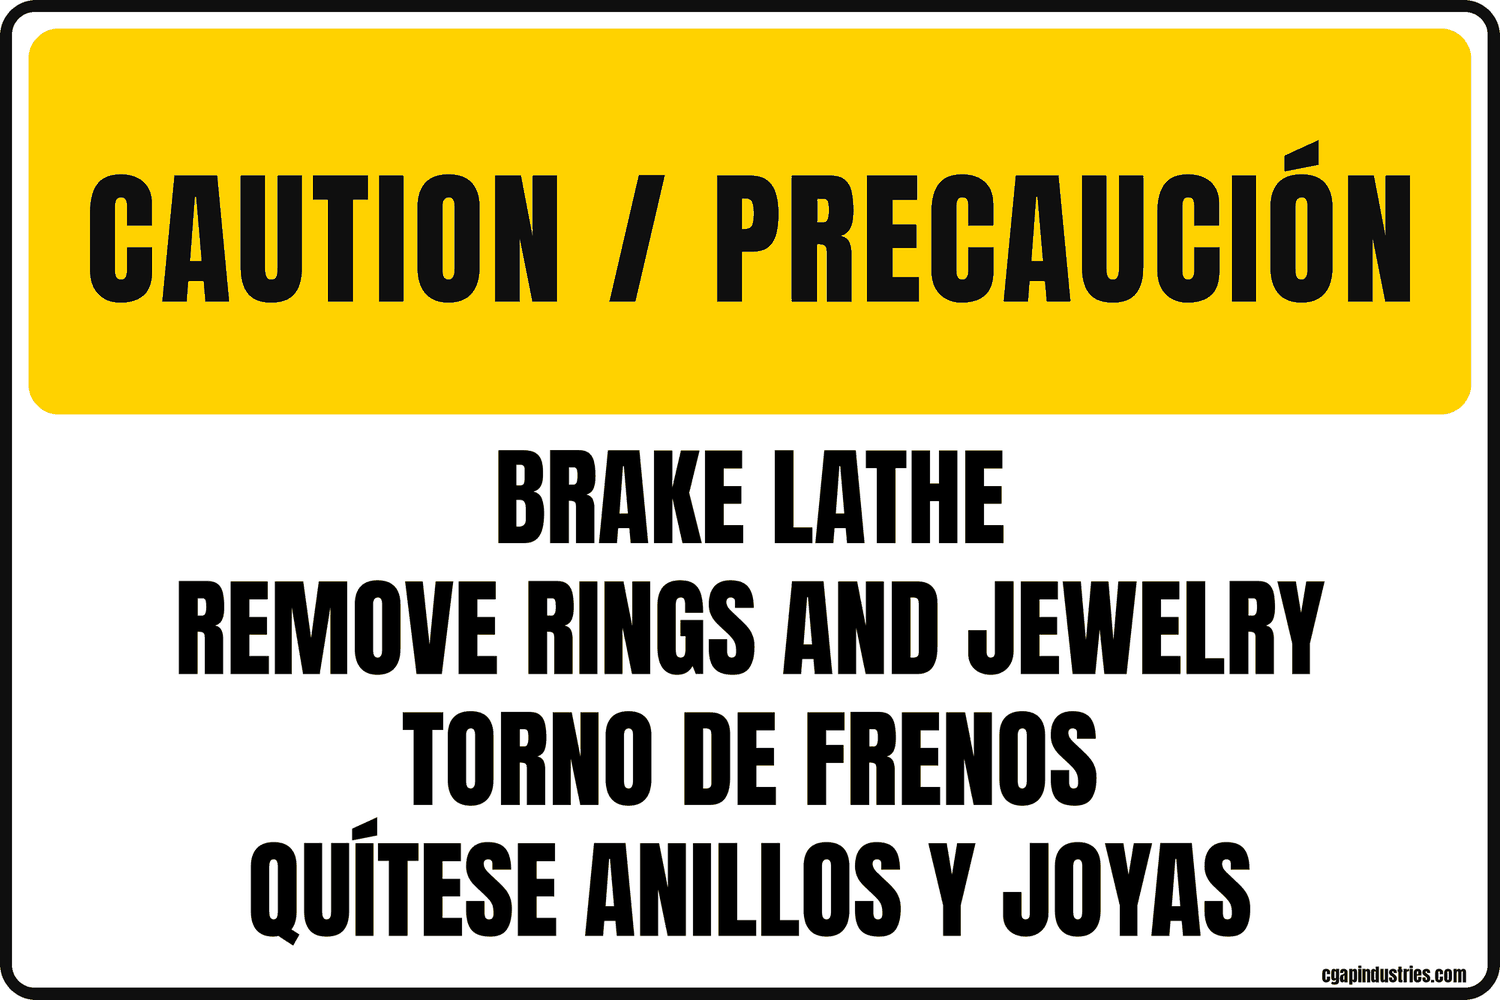 CAUTION / PRECAUCIÓN
BRAKE LATHE
REMOVE RINGS AND JEWELRY
TORNO DE FRENOS
QUÍTESE ANILLOS Y JOYAS
cgapindustries.com